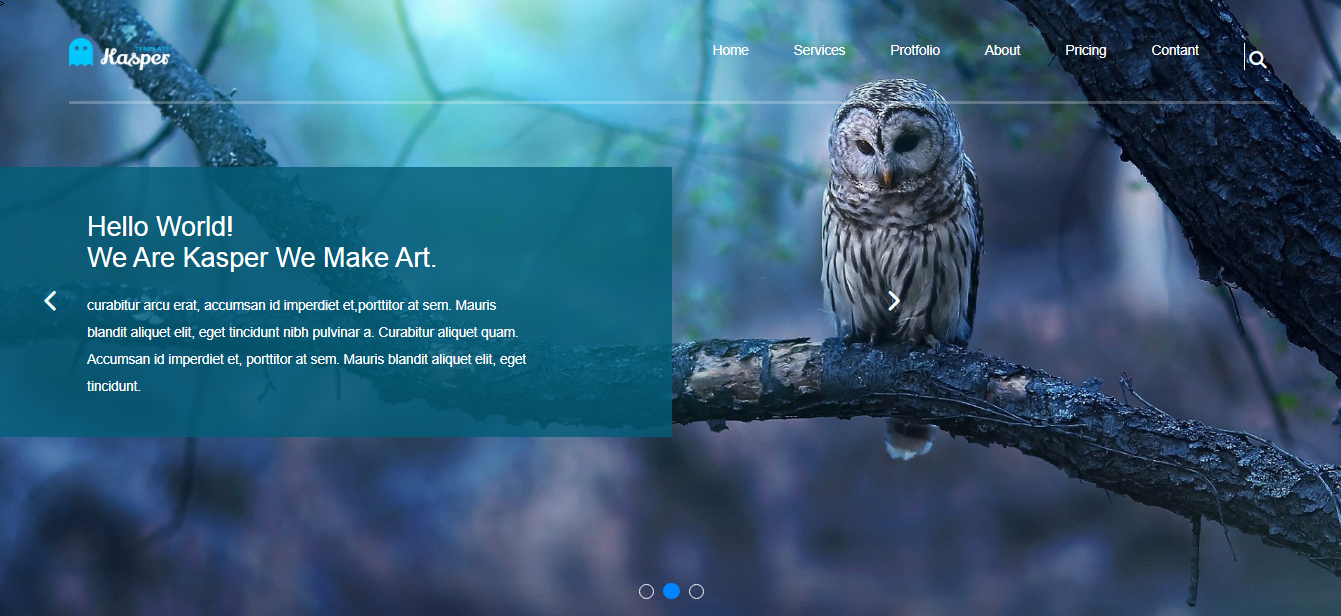 >
TEMPLATE
Kasper
Home Services Protfolio About Pricing Contant
Hello World!
We Are Kasper We Make Art.
curabitur arcu erat, accumsan id imperdiet et,porttitor at sem. Mauris
blandit aliquet elit, eget tincidunt nibh pulvinar a. Curabitur aliquet quam.
Accumsan id imperdiet et, porttitor at sem. Mauris blandit aliquet elit, eget
tincidunt.